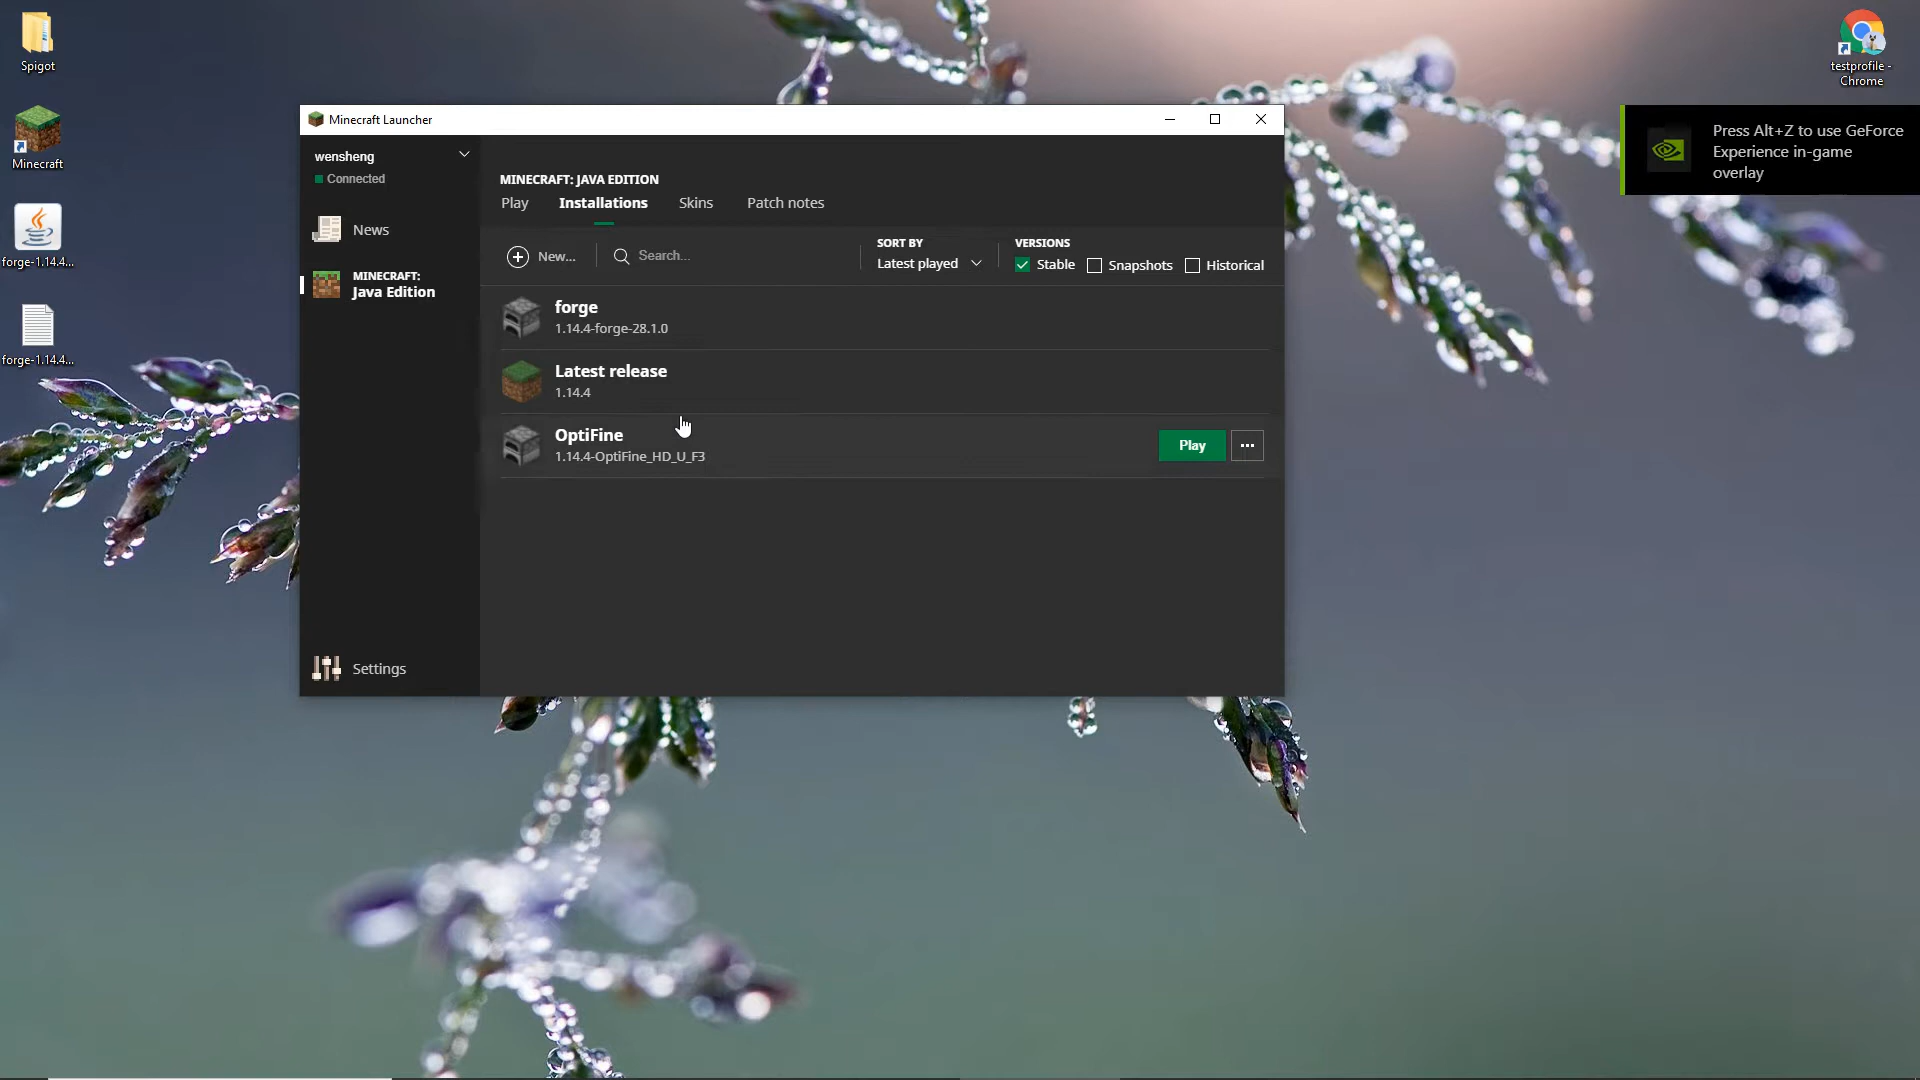 Spigot
Minecraft
forge-1.14.4...
forge-1.14.4...
testprofile -
Chrome
Press Alt+Z to use GeForce
Experience in-game
overlay
Minecraft Launcher
wensheng
Connected
News
MINECRAFT:
Java Edition
Settings
MINECRAFT: JAVA EDITION
Play Installations Skins Patch notes
New...
Search...
SORT BY
Latest played
VERSIONS
Stable Snapshots Historical
forge
1.14.4-forge-28.1.0
Latest release
1.14.4
OptiFine
1.14.4-OptiFine_HD_U_F3
Play